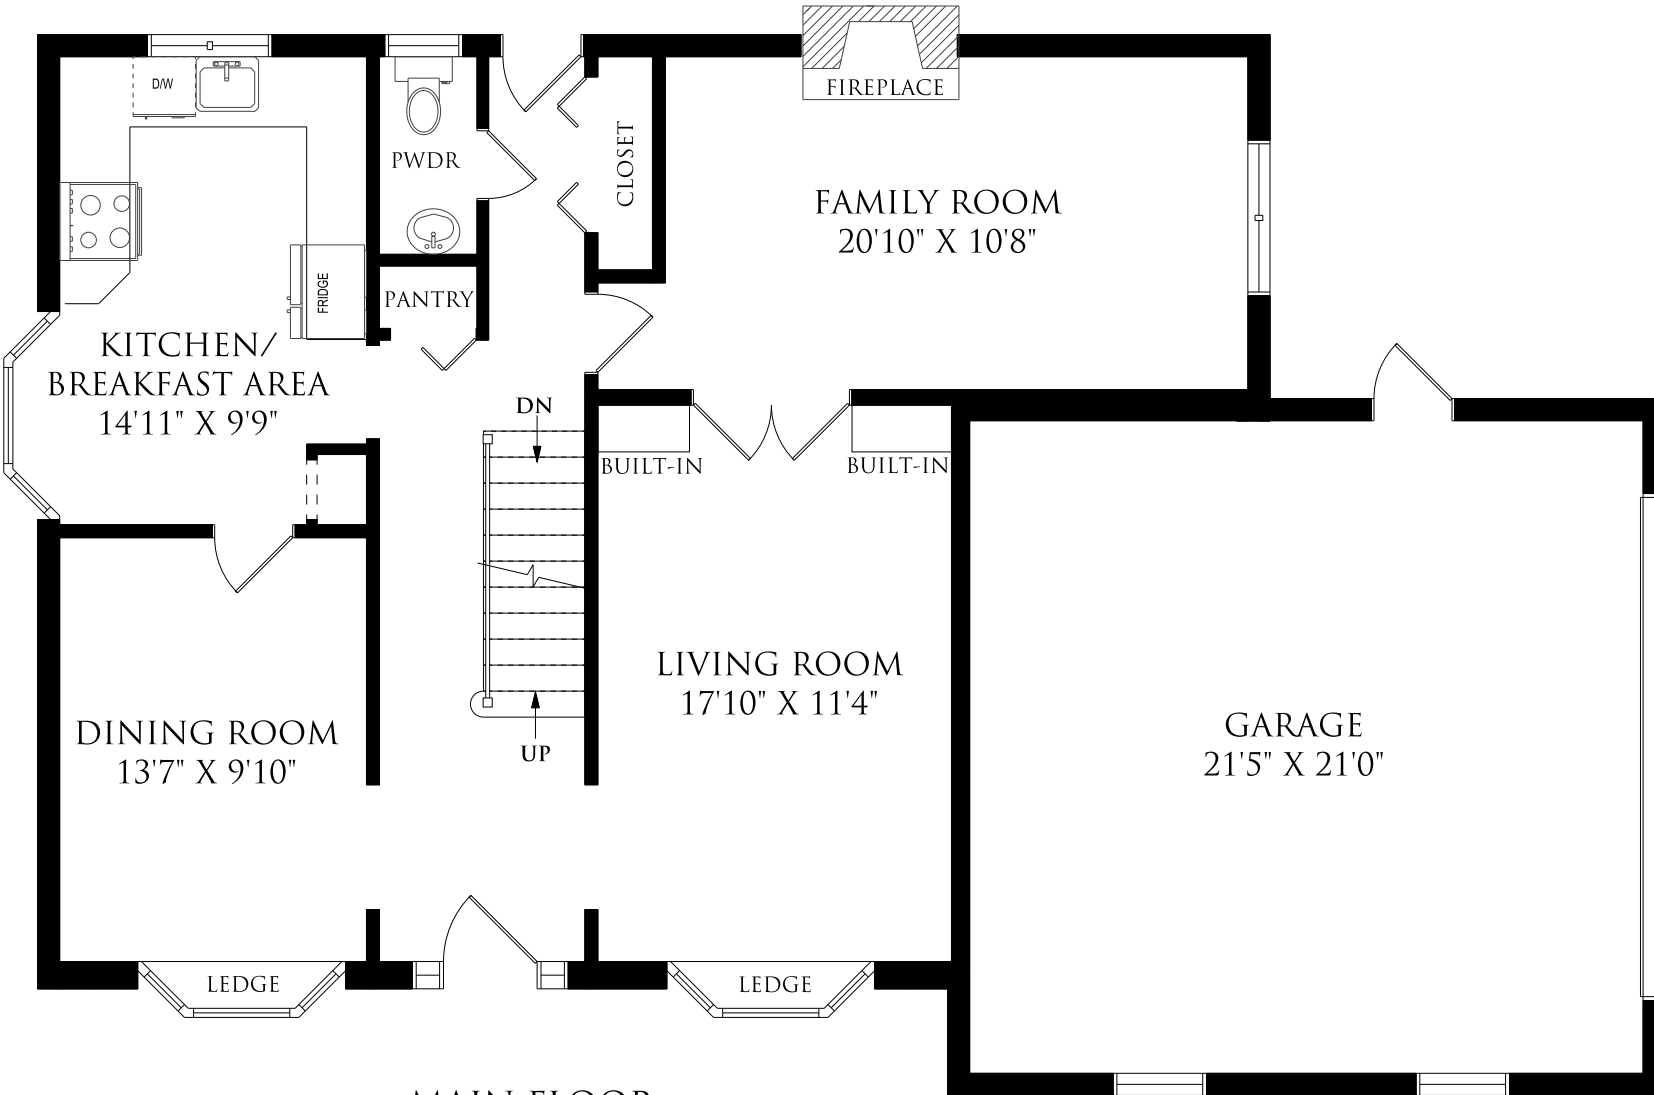 FIREPLACE
D/W
PWDR
CLOSET
FAMILY ROOM
20'10" X 10'8"
FRIDGE
PANTRY
KITCHEN/
BREAKFAST AREA
14'11" X 9'9"
DN
BUILT-IN
BUILT-IN
LIVING ROOM
17'10" X 11'4"
DINING ROOM
13'7" X 9'10"
UP
GARAGE
21'5" X 21'0"
LEDGE
LEDGE
MAIN FLOOR